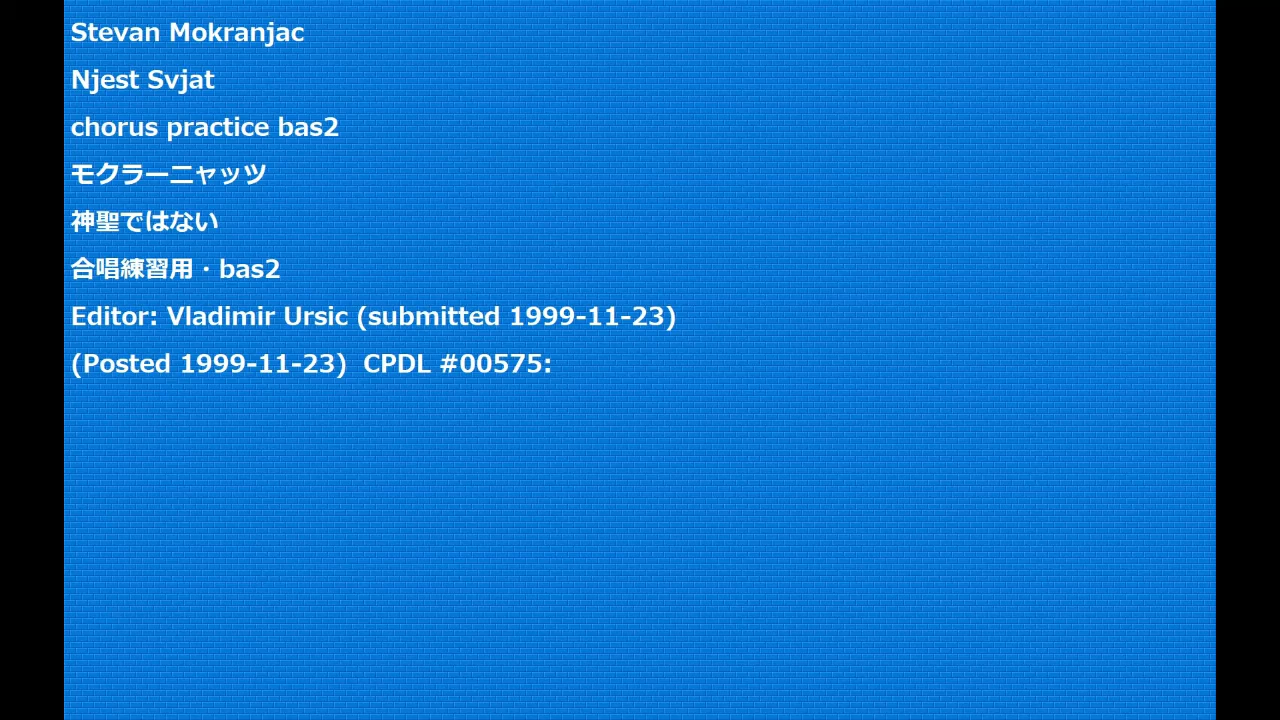 Stevan Mokranjac
Njest Svjat
chorus practice bas2
モクラーニャッツ
神聖ではない
合唱練習用・bas2
Editor: Vladimir Ursic (submitted 1999-11-23)
(Posted 1999-11-23)  CPDL #00575: